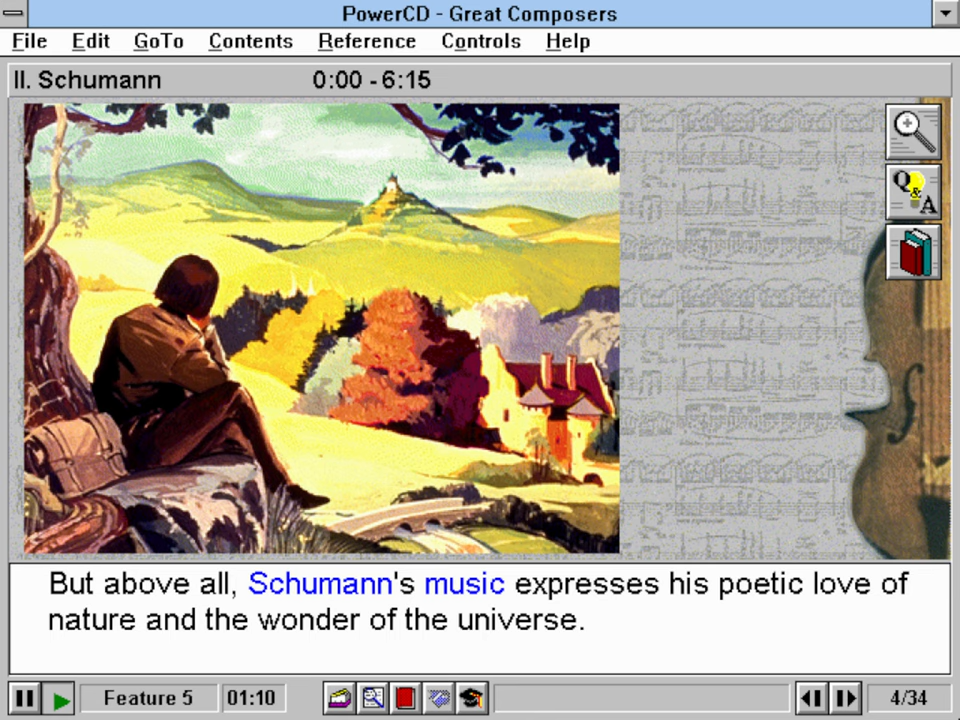 PowerCD - Great Composers
File Edit GoTo Contents Reference Controls Help
II. Schumann 0:00 - 6:15
Q
&
A
But above all, Schumann's music expresses his poetic love of
nature and the wonder of the universe.
Feature 5 01:10 4/34